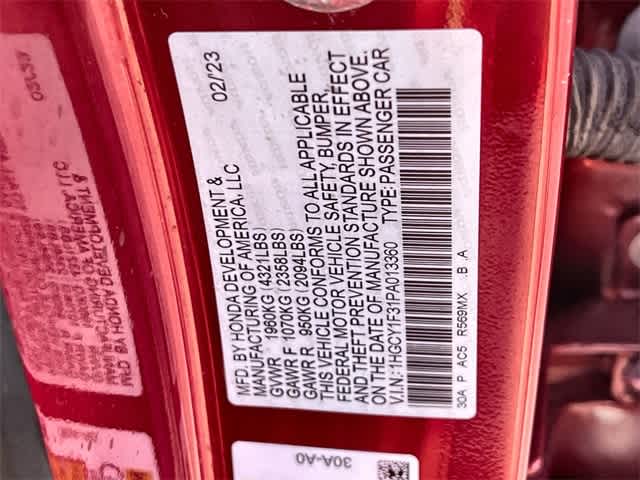 MFD. BY HONDA DEVELOPMENT & 02/'23
MANUFACTURING OF AMERICA, LLC
GVWR 1960KG(4321LBS)
GAWR F 1070KG(2358LBS)
GAWR R 950KG(2094LBS)
THIS VEHICLE CONFORMS TO ALL APPLICABLE
FEDERAL MOTOR VEHICLE SAFETY, BUMPER,
AND THEFT PREVENTION STANDARDS IN EFFECT
ON THE DATE OF MANUFACTURE SHOWN ABOVE.
V.I.N.:1HGCY1F31PA013360 TYPE:PASSENGER CAR
30A P AC5 R569MX .B A
30A-A0